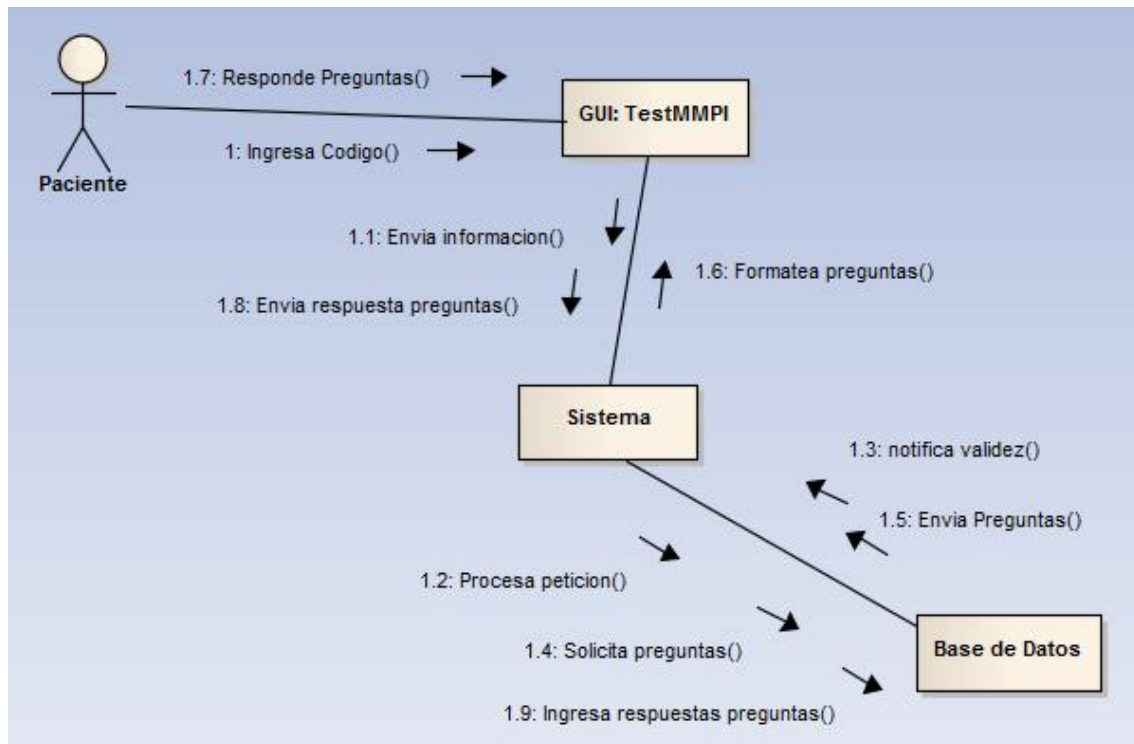 1.7: Responde Preguntas()
GUI: TestMMPI
1: Ingresa Codigo()
Paciente
1.1: Envia informacion()
1.6: Formatea preguntas()
1.8: Envia respuesta preguntas()
Sistema
1.3: notifica validez()
1.5: Envia Preguntas()
1.2: Procesa peticion()
1.4: Solicita preguntas()
Base de Datos
1.9: Ingresa respuestas preguntas()